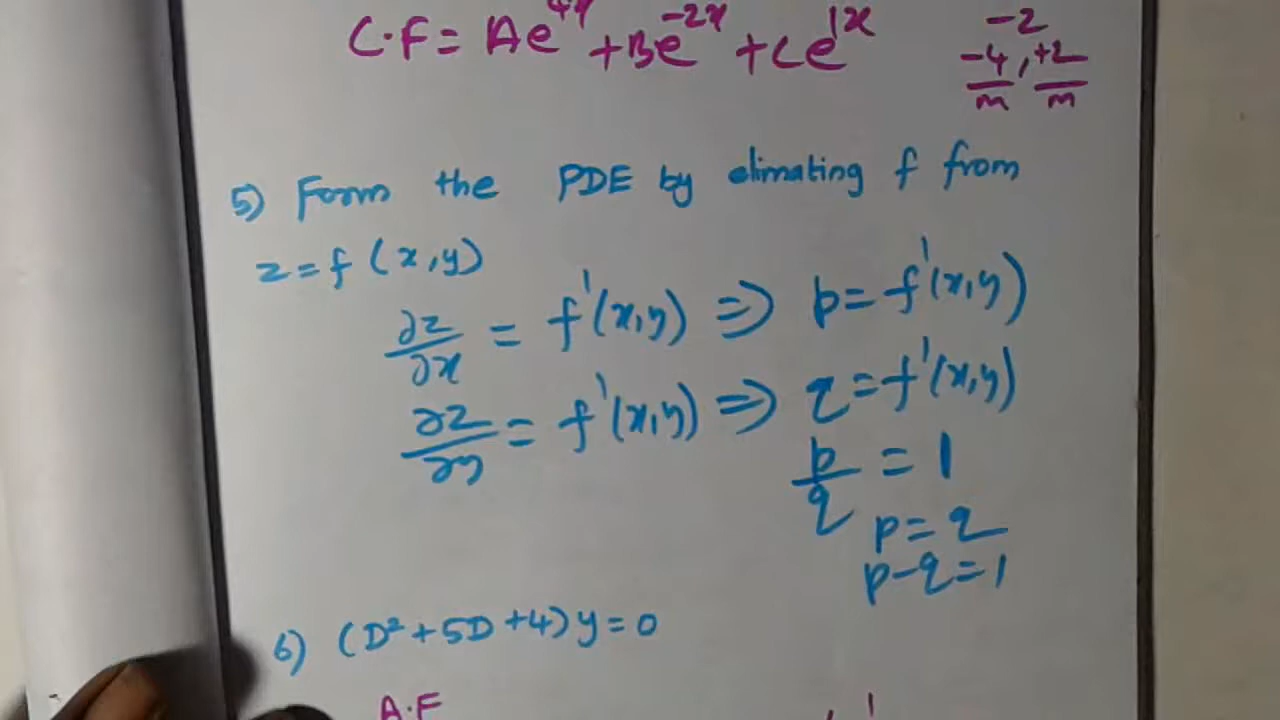 C.F = Ae^4x + Be^-2x + Ce^1x
-2
-4, +2
m m
5) Form the PDE by elimating f from
z = f (x,y)
∂z/∂x = f'(x,y) => p = f'(x,y)
∂z/∂y = f'(x,y) => q = f'(x,y)
p/q = 1
p = q
p-q = 1
6) (D² + 5D + 4) y = 0
A.F